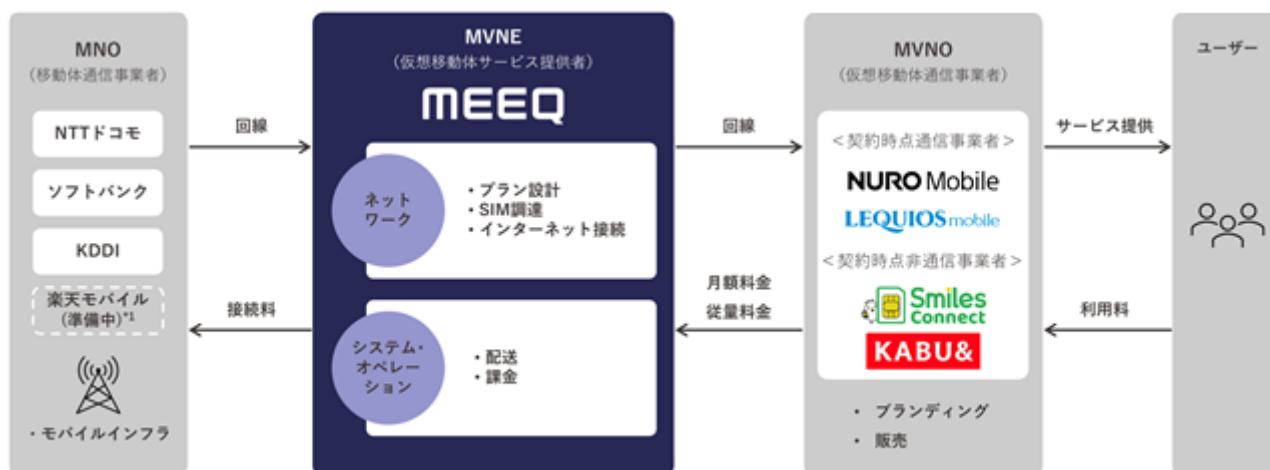 MNO
（移動体通信事業者）
NTTドコモ
ソフトバンク
KDDI
楽天モバイル
(準備中)*1
・モバイルインフラ
回線
接続料
MVNE
（仮想移動体サービス提供者）
MEEQ
ネット
ワーク
・プラン設計
・SIM調達
・インターネット接続
システム・
オペレー
ション
・配送
・課金
回線
月額料金
従量料金
MVNO
（仮想移動体通信事業者）
＜契約時点通信事業者＞
NURO Mobile
LEQUIOS mobile
＜契約時点非通信事業者＞
Smiles
Connect
KABU&
・ ブランディング
・ 販売
サービス提供
利用料
ユーザー